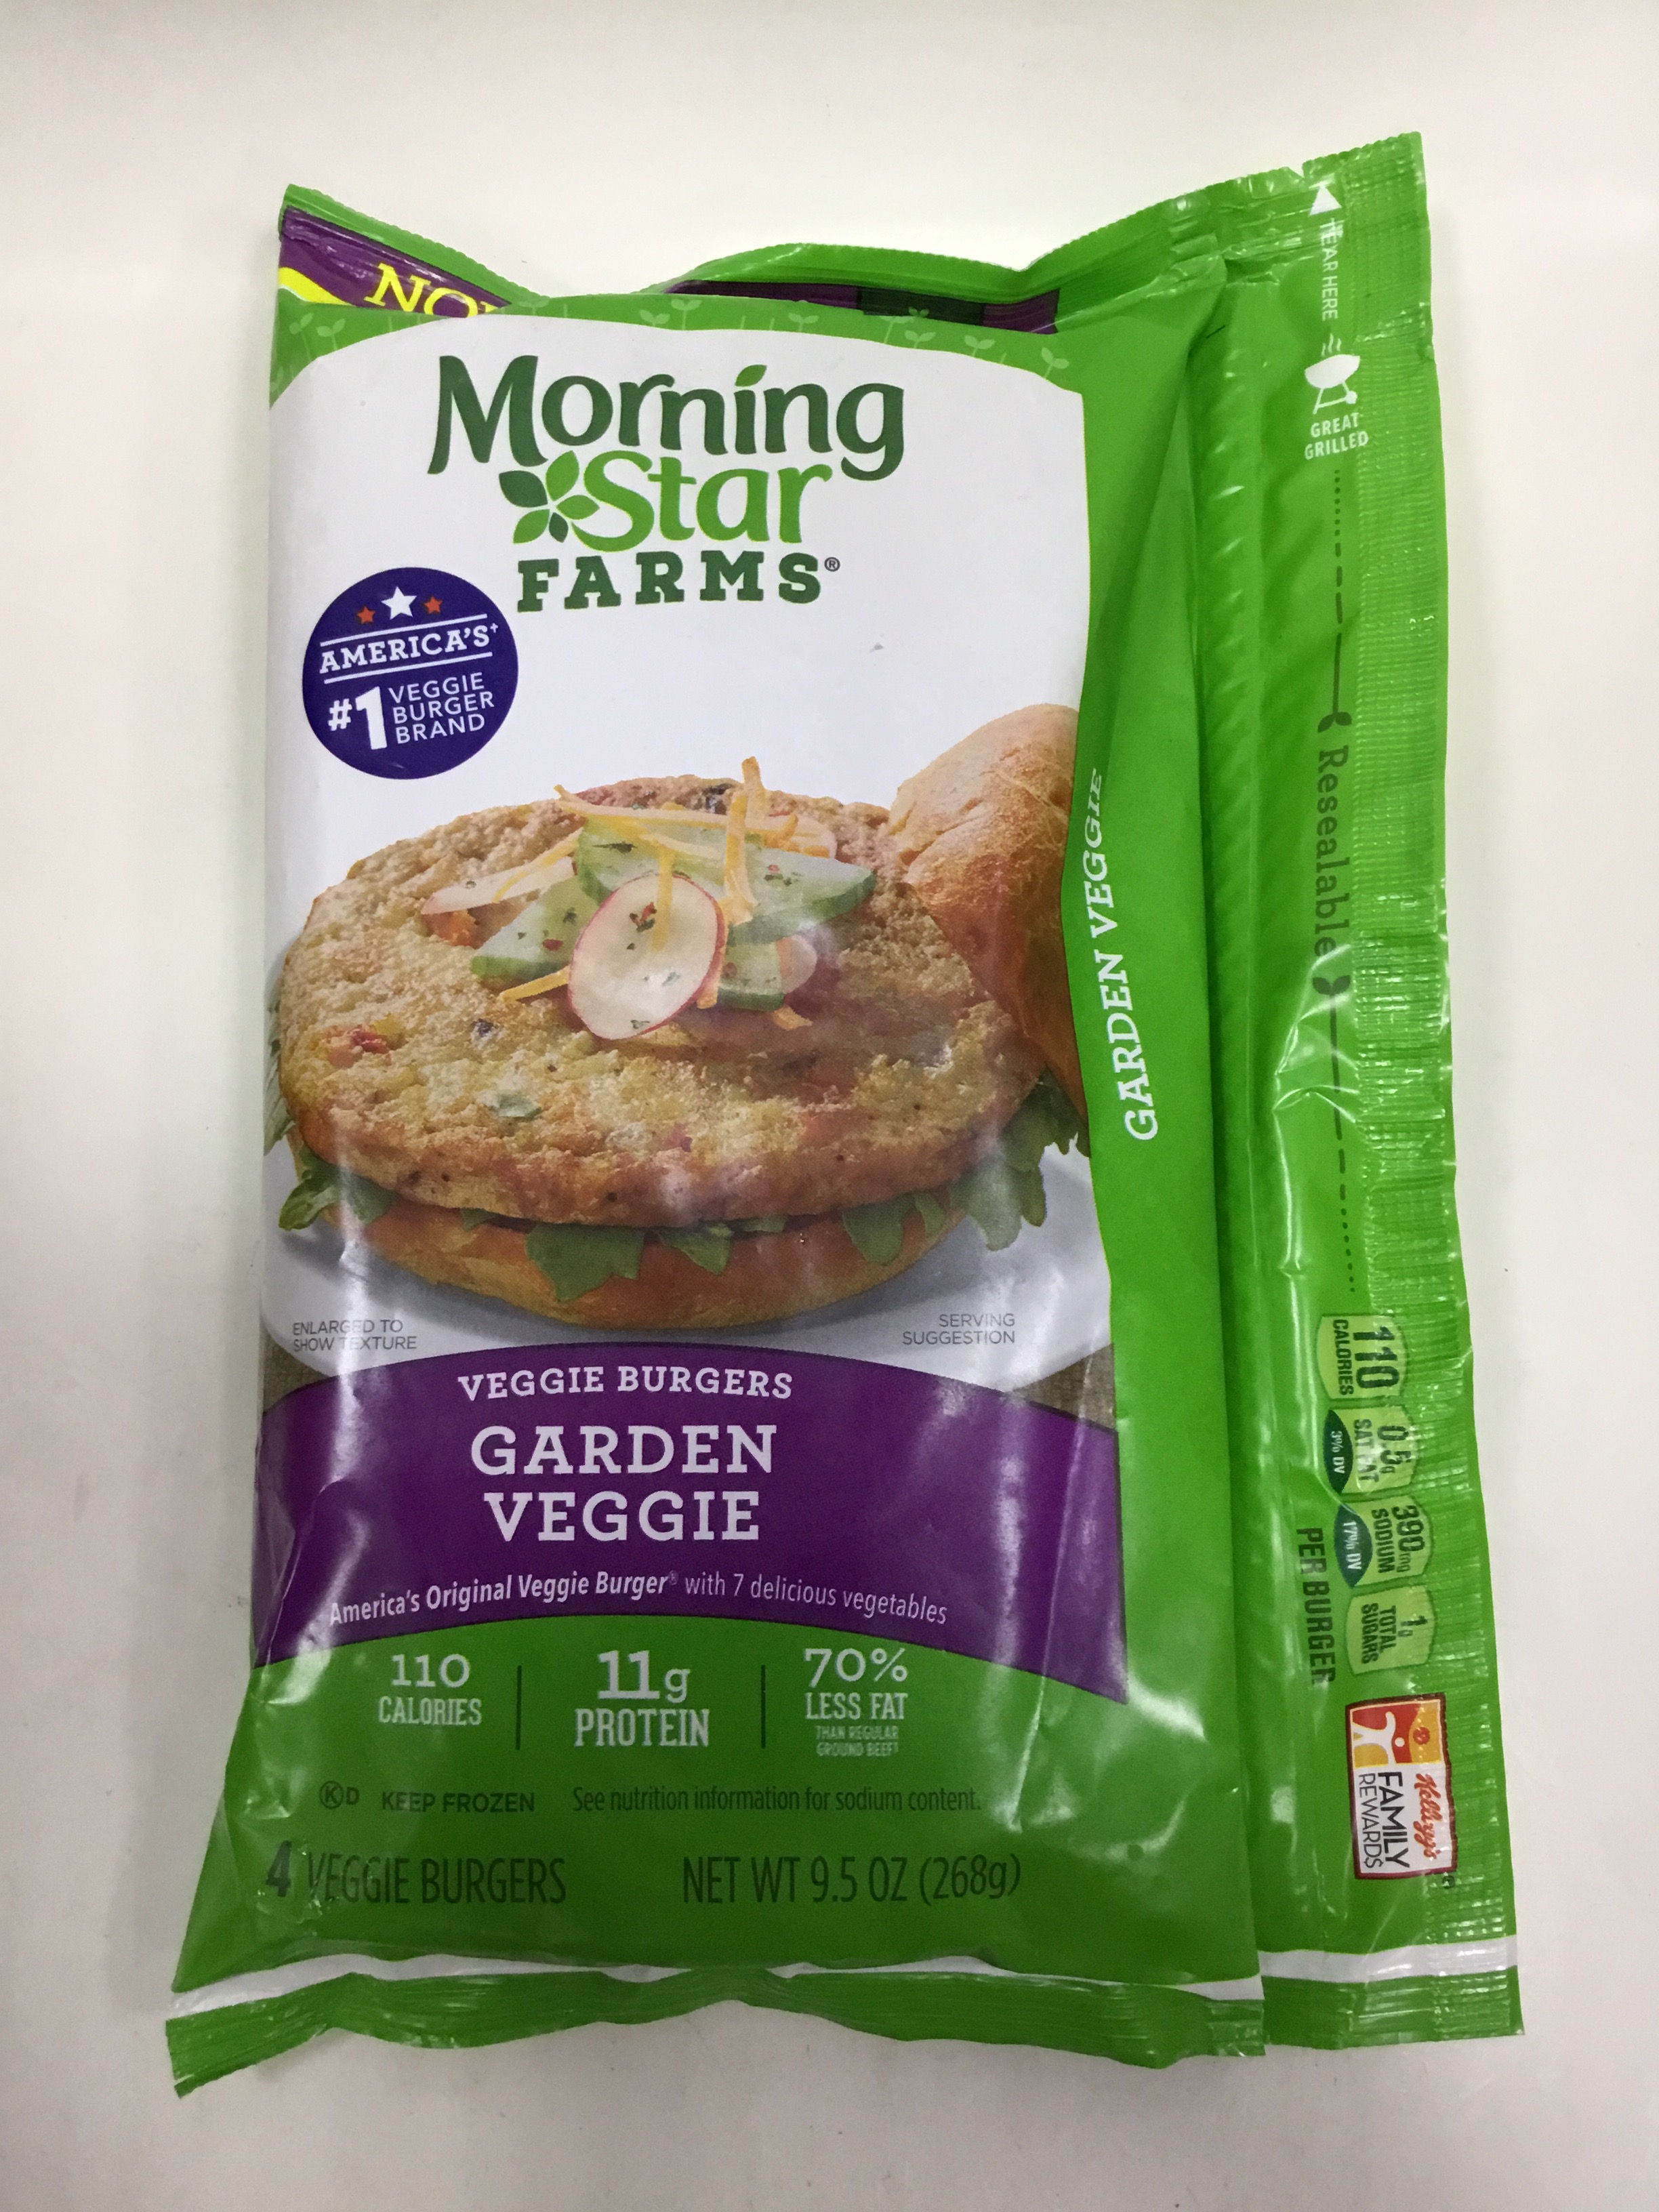 NO
Morning
Star
FARMS®
AMERICA'S†
#1 VEGGIE
BURGER
BRAND
ENLARGED TO
SHOW TEXTURE
SERVING
SUGGESTION
VEGGIE BURGERS
GARDEN
VEGGIE
America's Original Veggie Burger® with 7 delicious vegetables
110
CALORIES
11g
PROTEIN
70%
LESS FAT
THAN REGULAR
GROUND BEEF†
KD KEEP FROZEN
See nutrition information for sodium content.
4 VEGGIE BURGERS
NET WT 9.5 OZ (268g)
GARDEN VEGGIE
TEAR HERE
GREAT
GRILLED
Resealable
110
CALORIES
0.5g
SAT FAT
3% DV
390mg
SODIUM
17% DV
1g
TOTAL
SUGARS
PER BURGER
Kellogg's
FAMILY
REWARDS